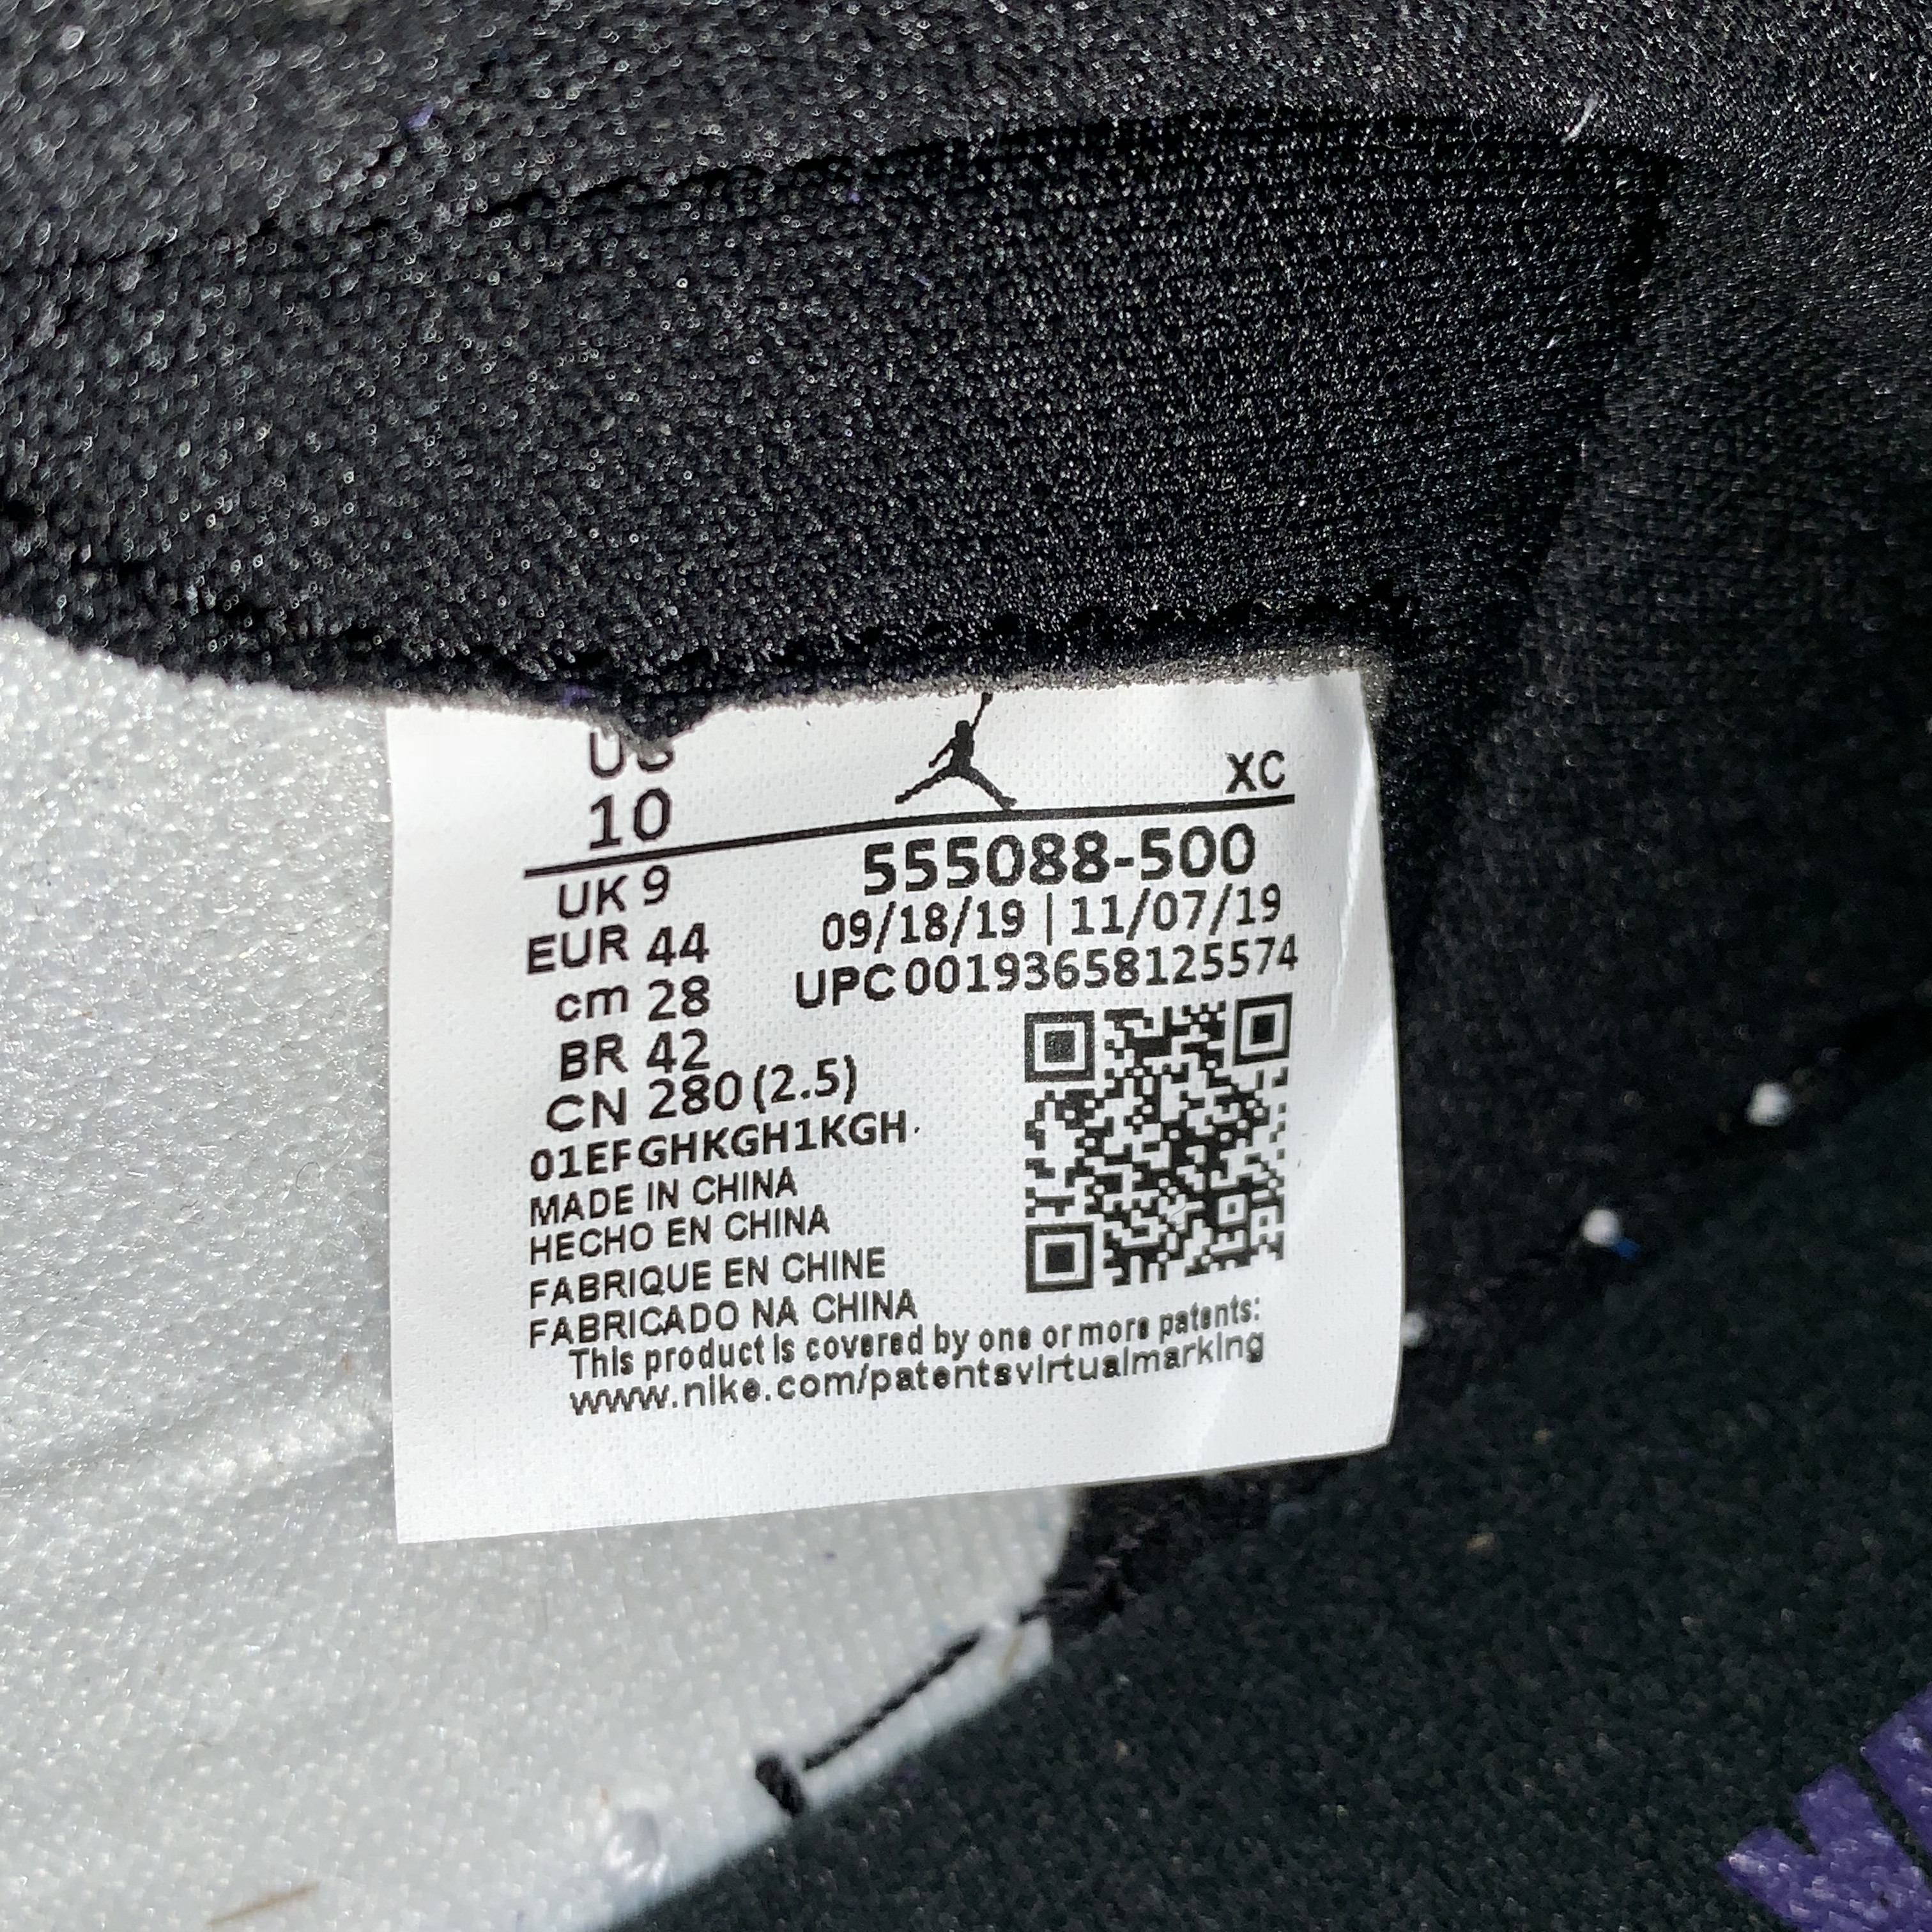 US
10
XC
UK 9
EUR 44
cm 28
BR 42
CN 280 (2.5)
555088-500
09/18/19 | 11/07/19
UPC 00193658125574
01EFGHKGH1KGH.
MADE IN CHINA
HECHO EN CHINA
FABRIQUE EN CHINE
FABRICADO NA CHINA
This product is covered by one or more patents:
www.nike.com/patentsvirtualmarking